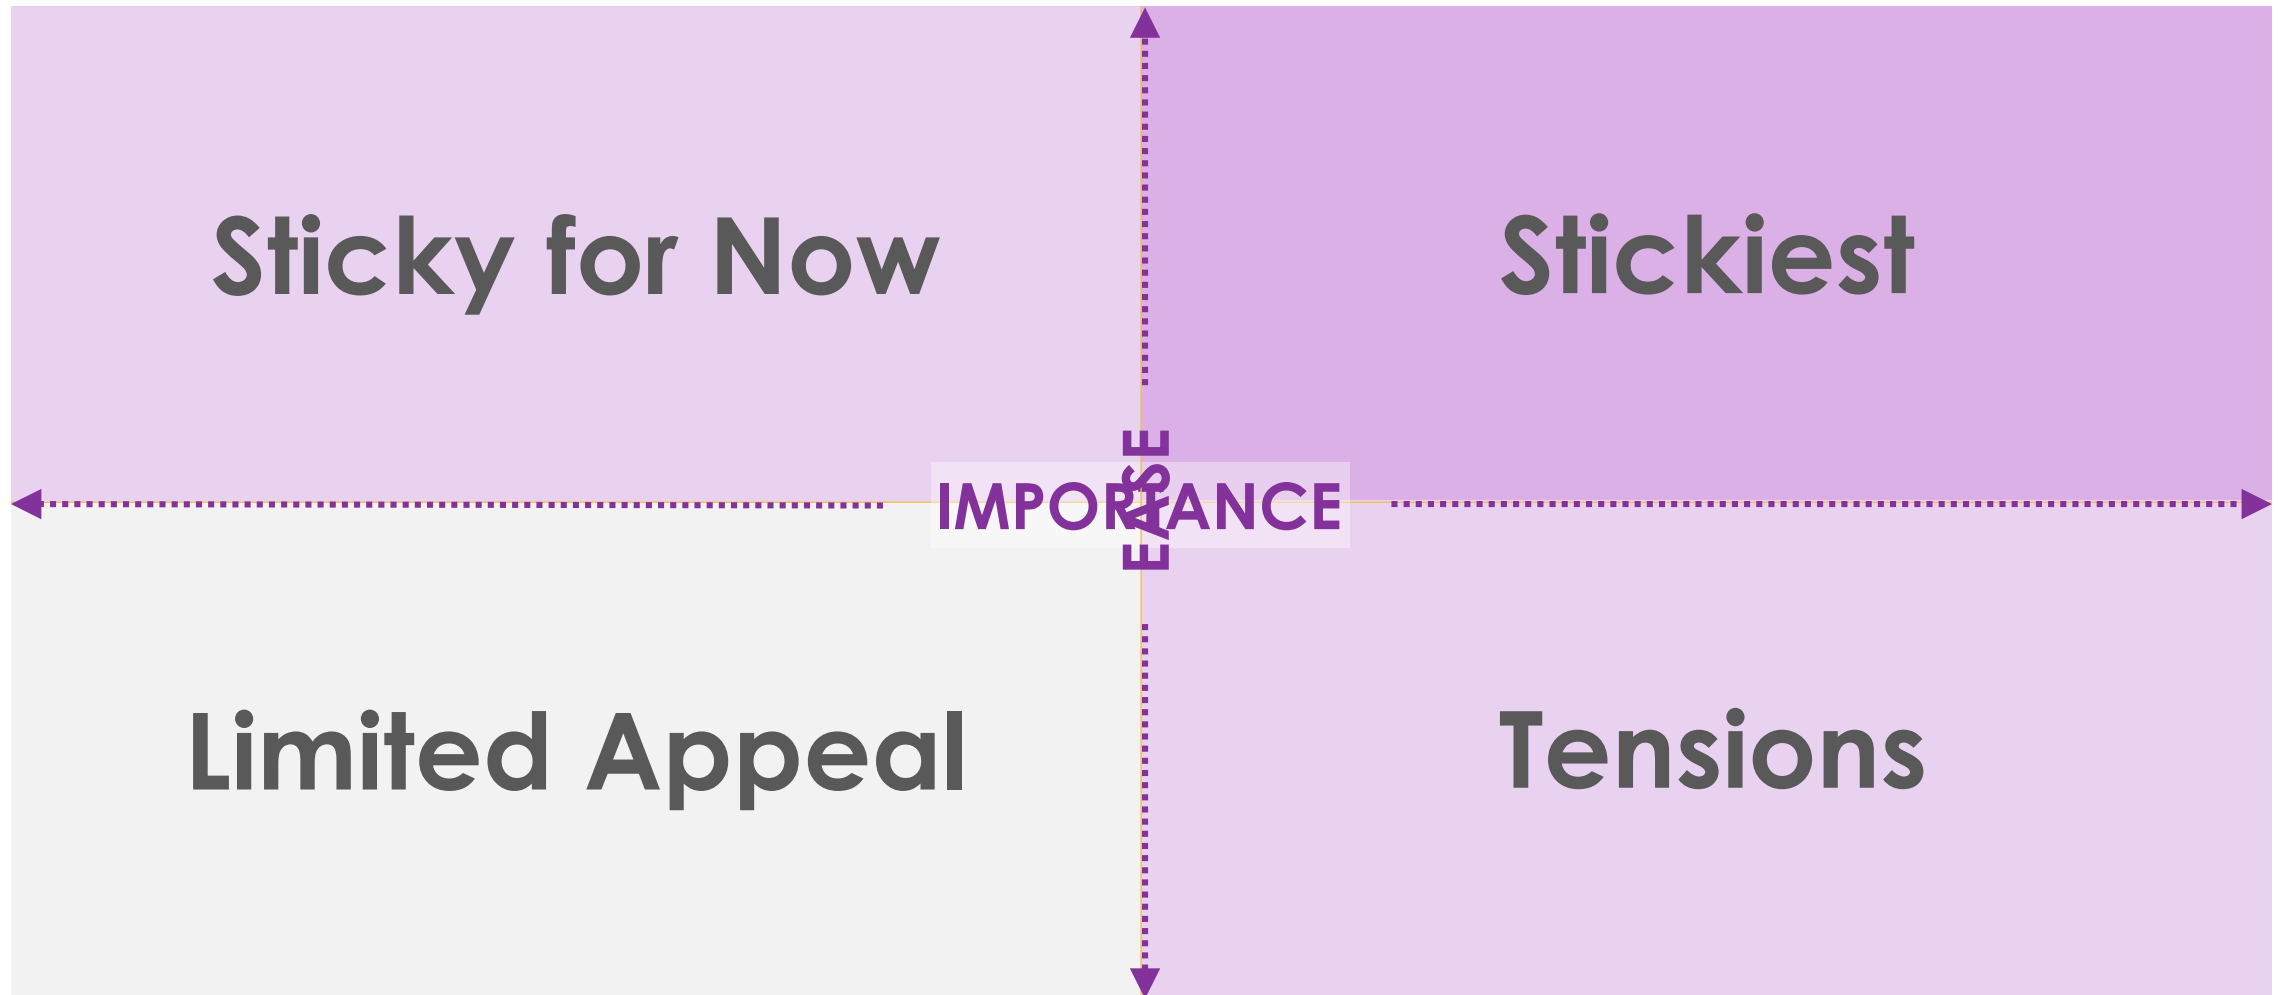 Sticky for Now
Stickiest
IMPORTANCE
EASE
Limited Appeal
Tensions